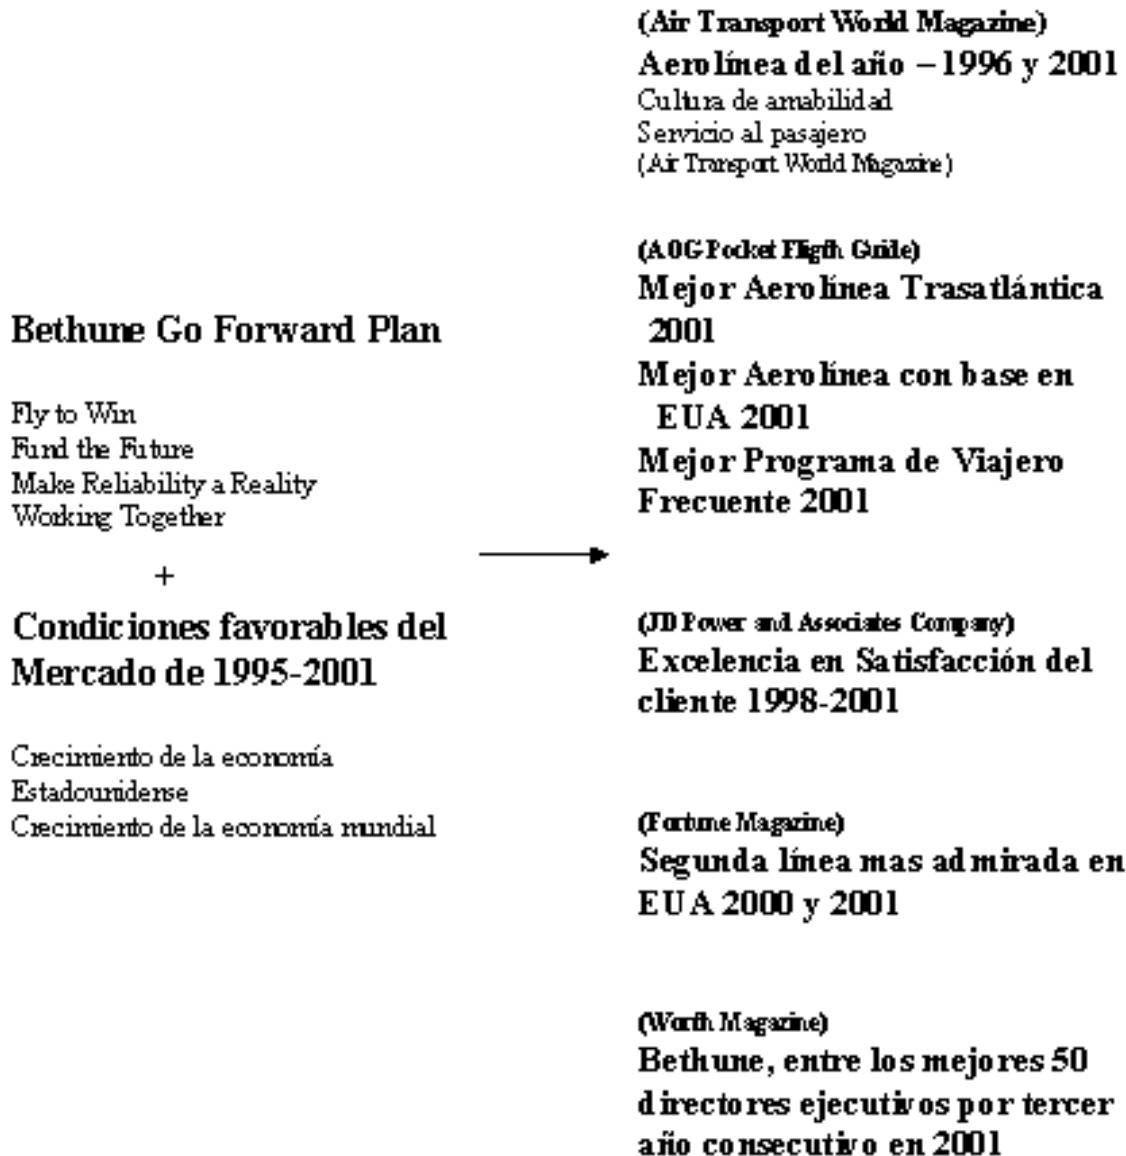 Bethune Go Forward Plan
Fly to Win
Fund the Future
Make Reliability a Reality
Working Together
+
Condiciones favorables del
Mercado de 1995-2001
Crecimiento de la economía
Estadounidense
Crecimiento de la economía mundial
(Air Transport World Magazine)
Aerolínea del año – 1996 y 2001
Cultura de amabilidad
Servicio al pasajero
(Air Transport World Magazine)
(AOG Pocket Fligth Guide)
Mejor Aerolínea Trasatlántica
2001
Mejor Aerolínea con base en
EUA 2001
Mejor Programa de Viajero
Frecuente 2001
(JD Power and Associates Company)
Excelencia en Satisfacción del
cliente 1998-2001
(Fortune Magazine)
Segunda línea mas admirada en
EUA 2000 y 2001
(Worth Magazine)
Bethune, entre los mejores 50
directores ejecutivos por tercer
año consecutivo en 2001